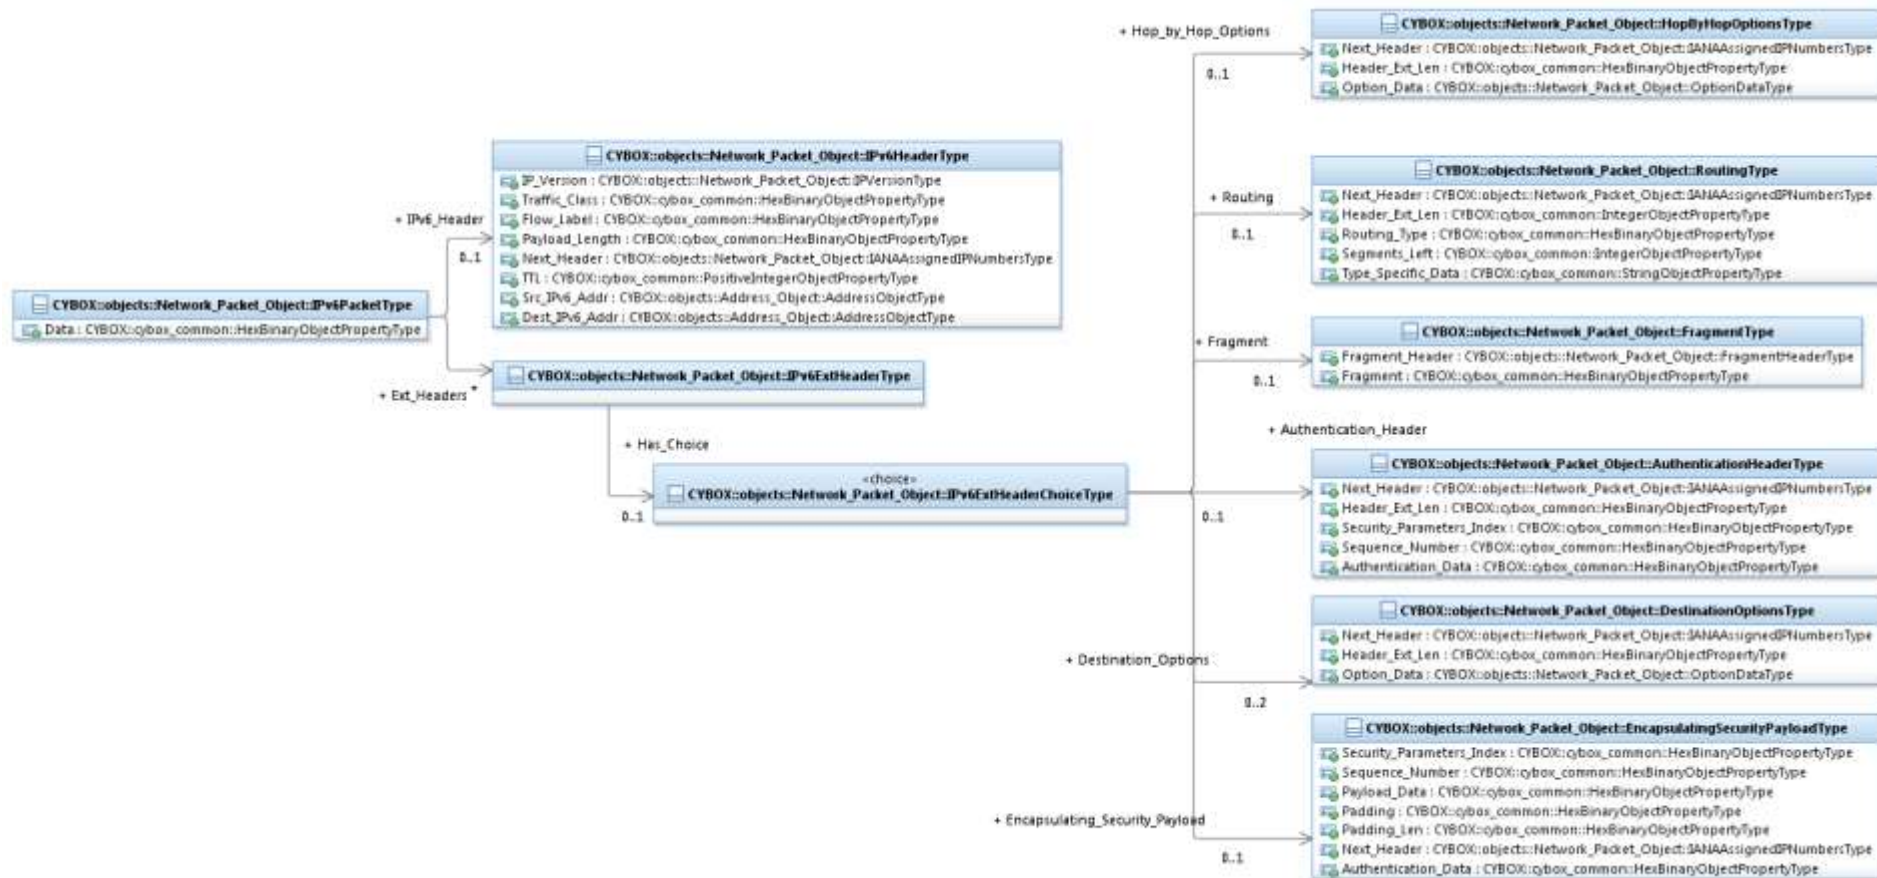 CYBOX::objects::Network_Packet_Object::IPv6PacketType
Data : CYBOX::cybox_common::HexBinaryObjectPropertyType
+ IPv6_Header
0..1
CYBOX::objects::Network_Packet_Object::IPv6HeaderType
IP_Version : CYBOX::objects::Network_Packet_Object::IPVersionType
Traffic_Class : CYBOX::cybox_common::HexBinaryObjectPropertyType
Flow_Label : CYBOX::cybox_common::HexBinaryObjectPropertyType
Payload_Length : CYBOX::cybox_common::HexBinaryObjectPropertyType
Next_Header : CYBOX::objects::Network_Packet_Object::IANAAssignedIPNumbersType
TTL : CYBOX::cybox_common::PositiveIntegerObjectPropertyType
Src_IPv6_Addr : CYBOX::objects::Address_Object::AddressObjectType
Dest_IPv6_Addr : CYBOX::objects::Address_Object::AddressObjectType
+ Ext_Headers *
CYBOX::objects::Network_Packet_Object::IPv6ExtHeaderType
+ Has_Choice
0..1
«choice»
CYBOX::objects::Network_Packet_Object::IPv6ExtHeaderChoiceType
+ Hop_by_Hop_Options
0..1
CYBOX::objects::Network_Packet_Object::HopByHopOptionsType
Next_Header : CYBOX::objects::Network_Packet_Object::IANAAssignedIPNumbersType
Header_Ext_Len : CYBOX::cybox_common::HexBinaryObjectPropertyType
Option_Data : CYBOX::objects::Network_Packet_Object::OptionDataType
+ Routing
0..1
CYBOX::objects::Network_Packet_Object::RoutingType
Next_Header : CYBOX::objects::Network_Packet_Object::IANAAssignedIPNumbersType
Header_Ext_Len : CYBOX::cybox_common::IntegerObjectPropertyType
Routing_Type : CYBOX::cybox_common::HexBinaryObjectPropertyType
Segments_Left : CYBOX::cybox_common::IntegerObjectPropertyType
Type_Specific_Data : CYBOX::cybox_common::StringObjectPropertyType
+ Fragment
0..1
CYBOX::objects::Network_Packet_Object::FragmentType
Fragment_Header : CYBOX::objects::Network_Packet_Object::FragmentHeaderType
Fragment : CYBOX::cybox_common::HexBinaryObjectPropertyType
+ Authentication_Header
0..1
CYBOX::objects::Network_Packet_Object::AuthenticationHeaderType
Next_Header : CYBOX::objects::Network_Packet_Object::IANAAssignedIPNumbersType
Header_Ext_Len : CYBOX::cybox_common::HexBinaryObjectPropertyType
Security_Parameters_Index : CYBOX::cybox_common::HexBinaryObjectPropertyType
Sequence_Number : CYBOX::cybox_common::HexBinaryObjectPropertyType
Authentication_Data : CYBOX::cybox_common::HexBinaryObjectPropertyType
+ Destination_Options
0..2
CYBOX::objects::Network_Packet_Object::DestinationOptionsType
Next_Header : CYBOX::objects::Network_Packet_Object::IANAAssignedIPNumbersType
Header_Ext_Len : CYBOX::cybox_common::HexBinaryObjectPropertyType
Option_Data : CYBOX::objects::Network_Packet_Object::OptionDataType
+ Encapsulating_Security_Payload
0..1
CYBOX::objects::Network_Packet_Object::EncapsulatingSecurityPayloadType
Security_Parameters_Index : CYBOX::cybox_common::HexBinaryObjectPropertyType
Sequence_Number : CYBOX::cybox_common::HexBinaryObjectPropertyType
Payload_Data : CYBOX::cybox_common::HexBinaryObjectPropertyType
Padding : CYBOX::cybox_common::HexBinaryObjectPropertyType
Padding_Len : CYBOX::cybox_common::HexBinaryObjectPropertyType
Next_Header : CYBOX::objects::Network_Packet_Object::IANAAssignedIPNumbersType
Authentication_Data : CYBOX::cybox_common::HexBinaryObjectPropertyType